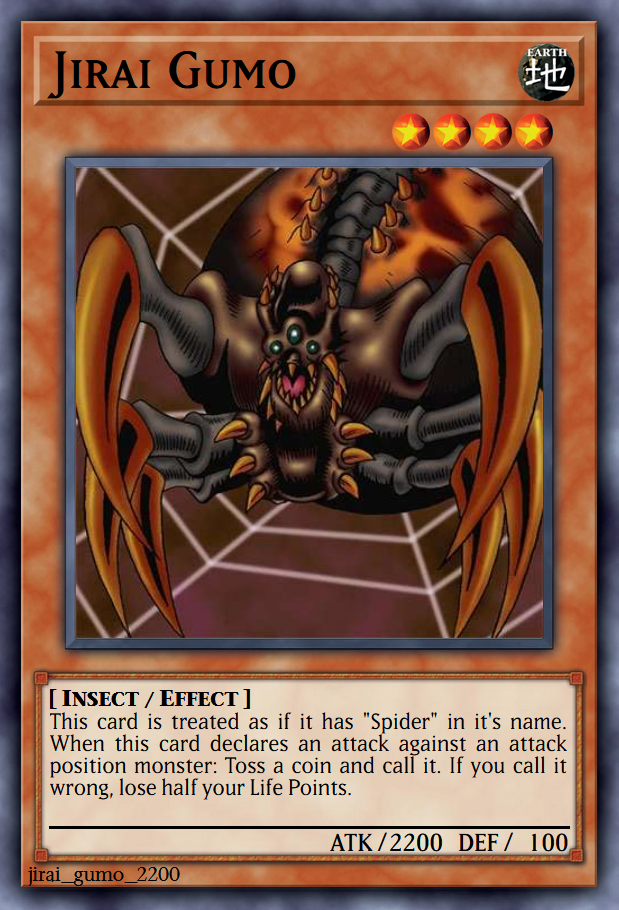 Jirai Gumo
EARTH
地
[ Insect / Effect ]
This card is treated as if it has "Spider" in it's name.
When this card declares an attack against an attack
position monster: Toss a coin and call it. If you call it
wrong, lose half your Life Points.
ATK / 2200 DEF / 100
jirai_gumo_2200